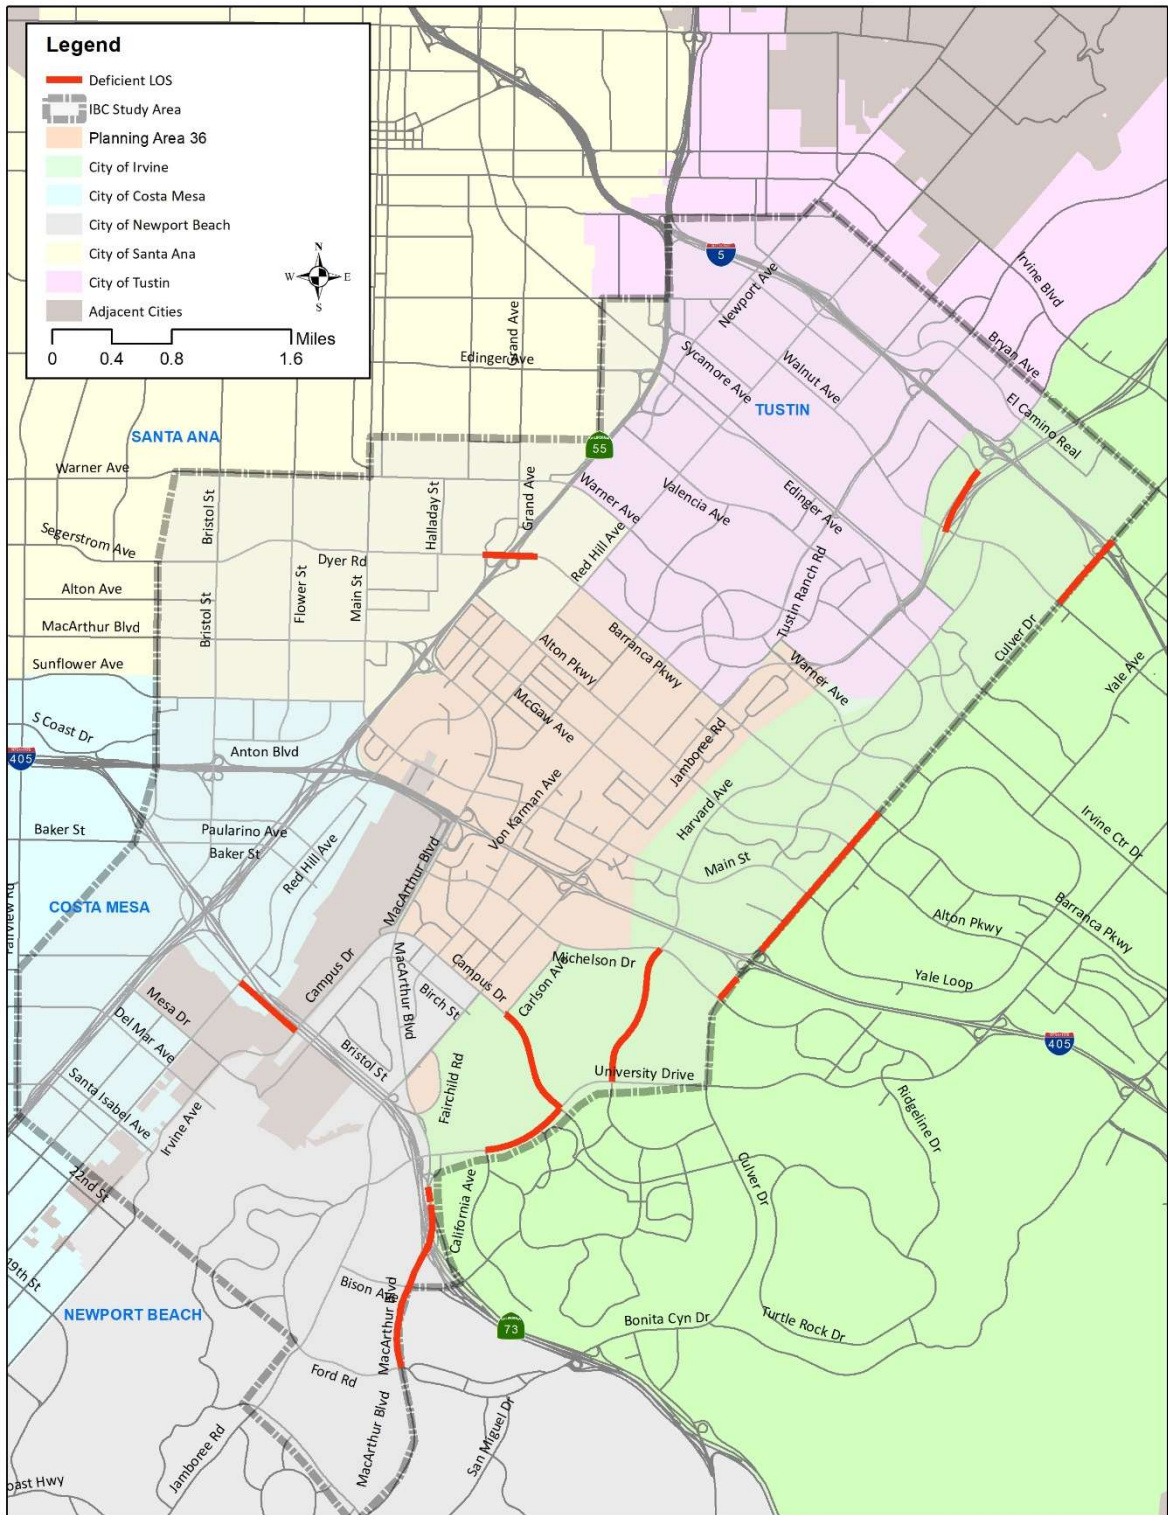 Legend
Deficient LOS
IBC Study Area
Planning Area 36
City of Irvine
City of Costa Mesa
City of Newport Beach
City of Santa Ana
City of Tustin
Adjacent Cities
N
W E
S
Miles
0 0.4 0.8 1.6
5
Newport Ave
Irvine Blvd
Grand Ave
Edinger Ave
Bryan Ave
Sycamore Ave
Walnut Ave
TUSTIN
El Camino Real
SANTA ANA
55
Warner Ave
Bristol St
Halladay St
Grand Ave
Warner Ave
Valencia Ave
Edinger Ave
Segerstrom Ave
Dyer Rd
Red Hill Ave
Alton Ave
Bristol St
Flower St
Main St
Tustin Ranch Rd
MacArthur Blvd
Sunflower Ave
Alton Pkwy
Barranca Pkwy
Warner Ave
Culver Dr
Yale Ave
S Coast Dr
McGaw Ave
405
Anton Blvd
Jamboree Rd
Von Karman Ave
Harvard Ave
Baker St
Paularino Ave
Baker St
Red Hill Ave
MacArthur Blvd
Main St
Irvine Ctr Dr
Fairview Rd
COSTA MESA
Alton Pkwy
Barranca Pkwy
Campus Dr
MacArthur Blvd
Campus Dr
Carlson Ave
Michelson Dr
Yale Loop
Mesa Dr
Birch St
Del Mar Ave
Bristol St
405
Santa Isabel Ave
Fairchild Rd
University Drive
Irvine Ave
Ridgeline Dr
22nd St
California Ave
Culver Dr
19th St
Bison Ave
MacArthur Blvd
NEWPORT BEACH
73
Bonita Cyn Dr
Turtle Rock Dr
Ford Rd
MacArthur Blvd
Jamboree Rd
San Miguel Dr
oast Hwy